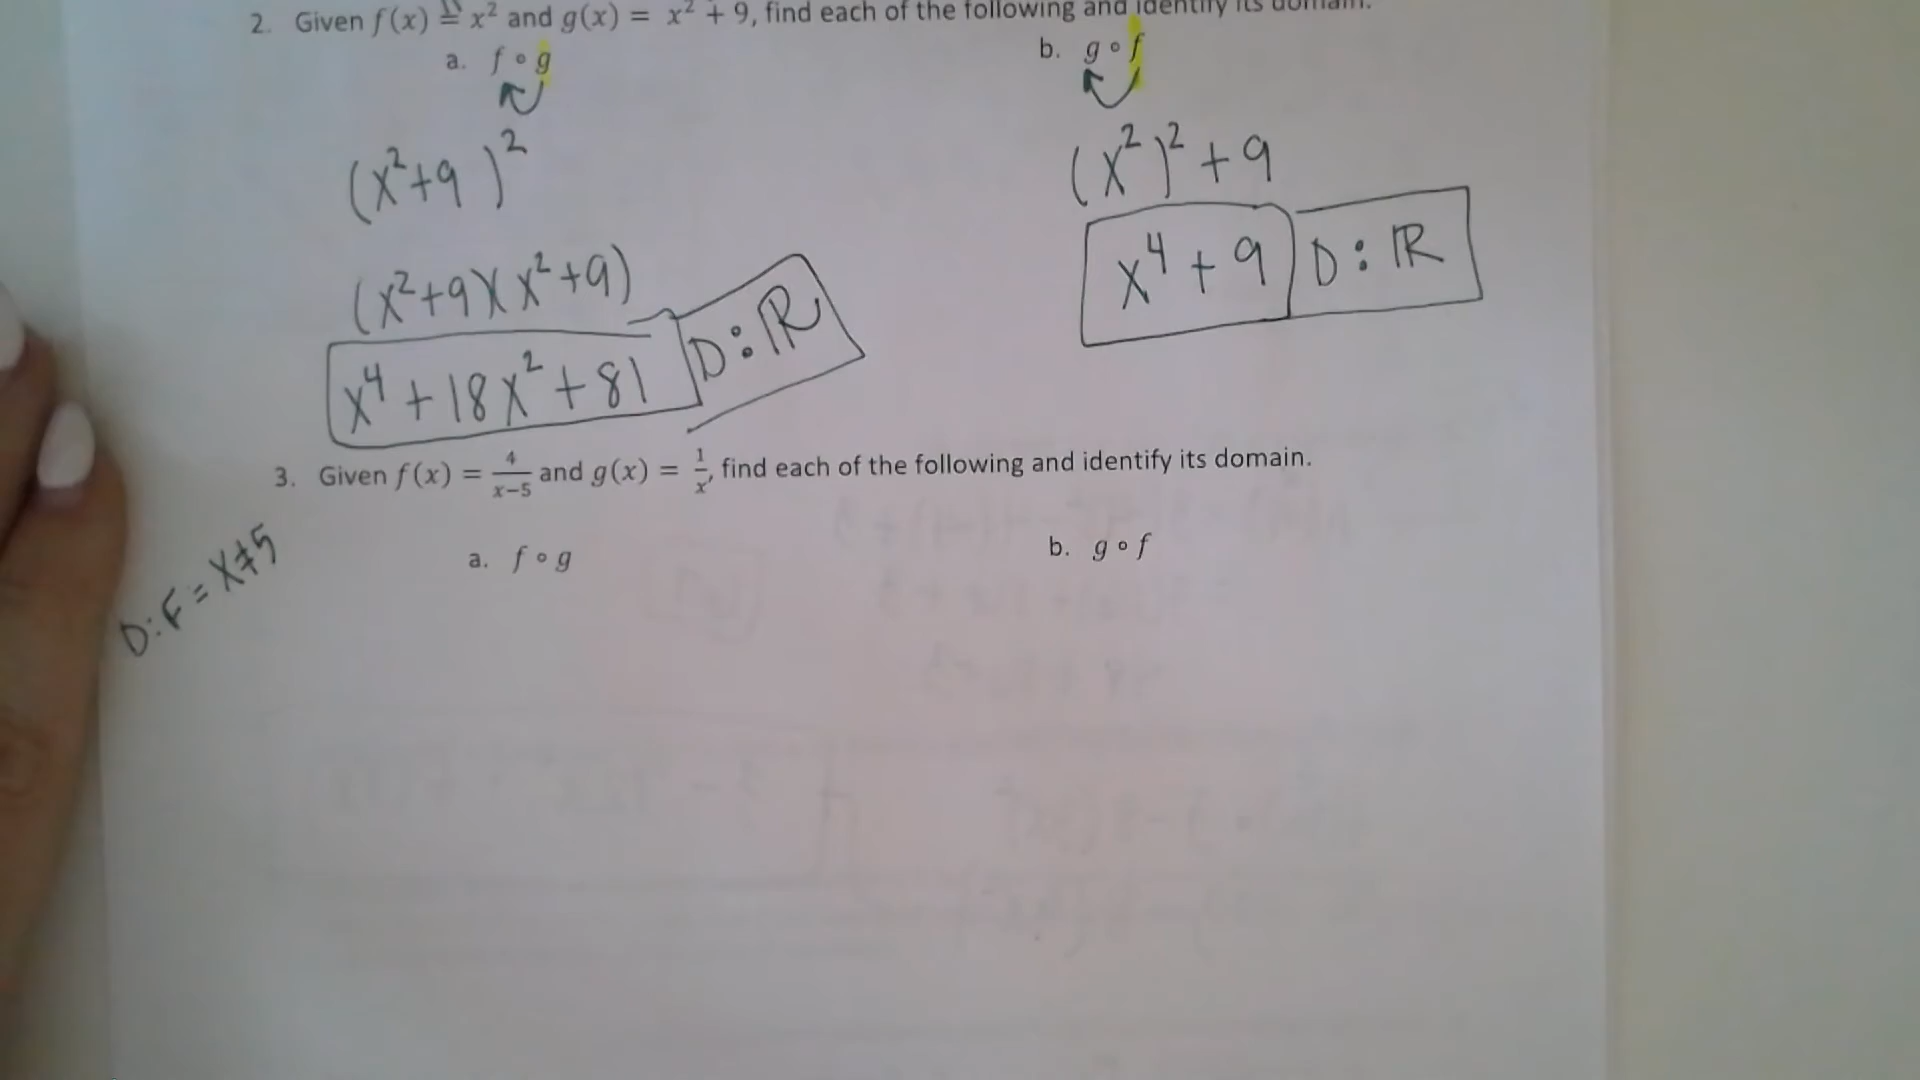 2. Given f(x) = x² and g(x) = x² + 9, find each of the following and identify its domain.
a. f ∘ g
b. g ∘ f
(x²+9)²
(x²)² + 9
(x²+9)(x²+9)
x⁴ + 9 D: ℝ
x⁴ + 18x² + 81 D: ℝ
3. Given f(x) = 4/(x−5) and g(x) = 1/x, find each of the following and identify its domain.
D: F = X≠5
a. f ∘ g
b. g ∘ f